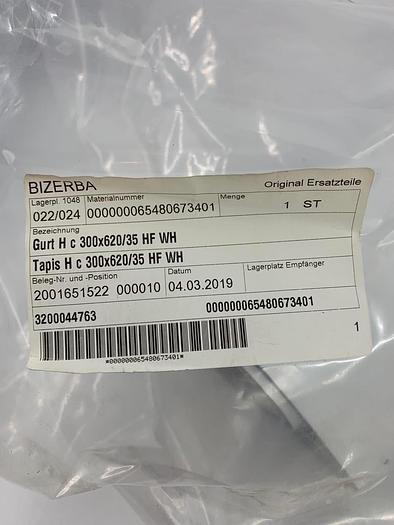 BIZERBA Original Ersatzteile
Lagerpl. 1048 Materialnummer Menge
022/024 000000065480673401 1 ST
Bezeichnung
Gurt H c 300x620/35 HF WH
Tapis H c 300x620/35 HF WH
Beleg-Nr. und -Position Datum Lagerplatz Empfänger
2001651522 000010 04.03.2019
3200044763 000000065480673401
1
*000000065480673401*